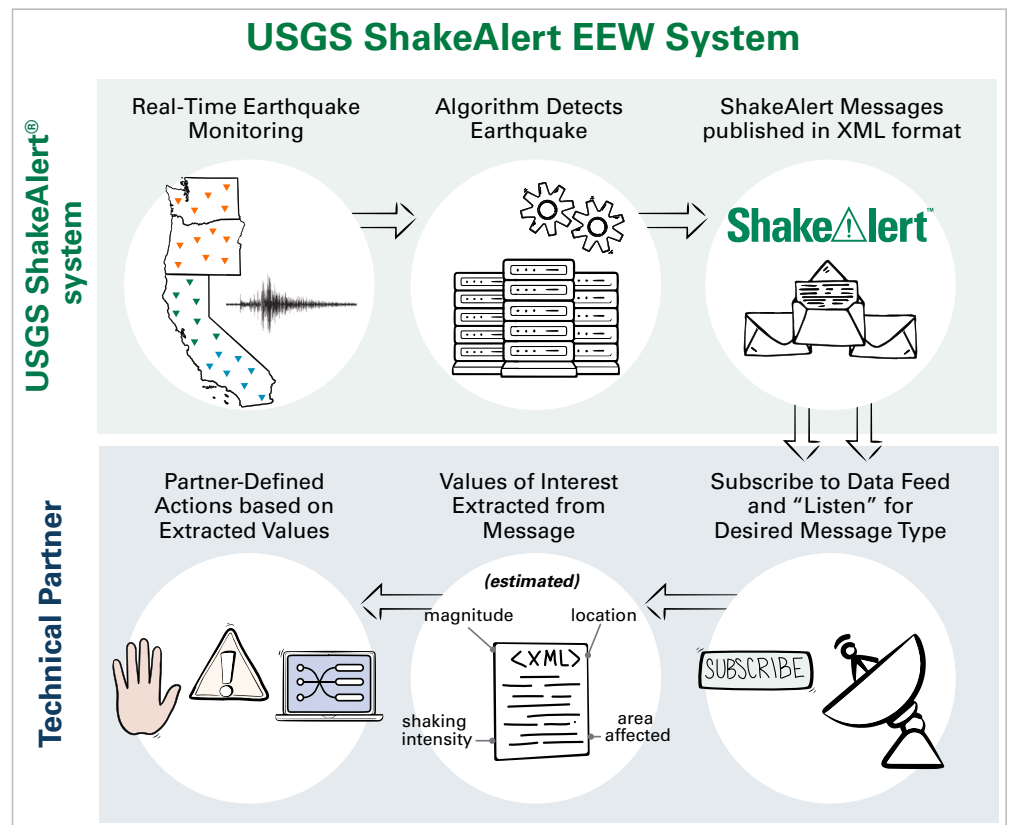 USGS ShakeAlert EEW System
USGS ShakeAlert®
system
Real-Time Earthquake
Monitoring
Algorithm Detects
Earthquake
ShakeAlert Messages
published in XML format
ShakeAlert™
Technical Partner
Partner-Defined
Actions based on
Extracted Values
Values of Interest
Extracted from
Message
(estimated)
magnitude
location
<XML>
shaking
intensity
area
affected
Subscribe to Data Feed
and “Listen” for
Desired Message Type
SUBSCRIBE